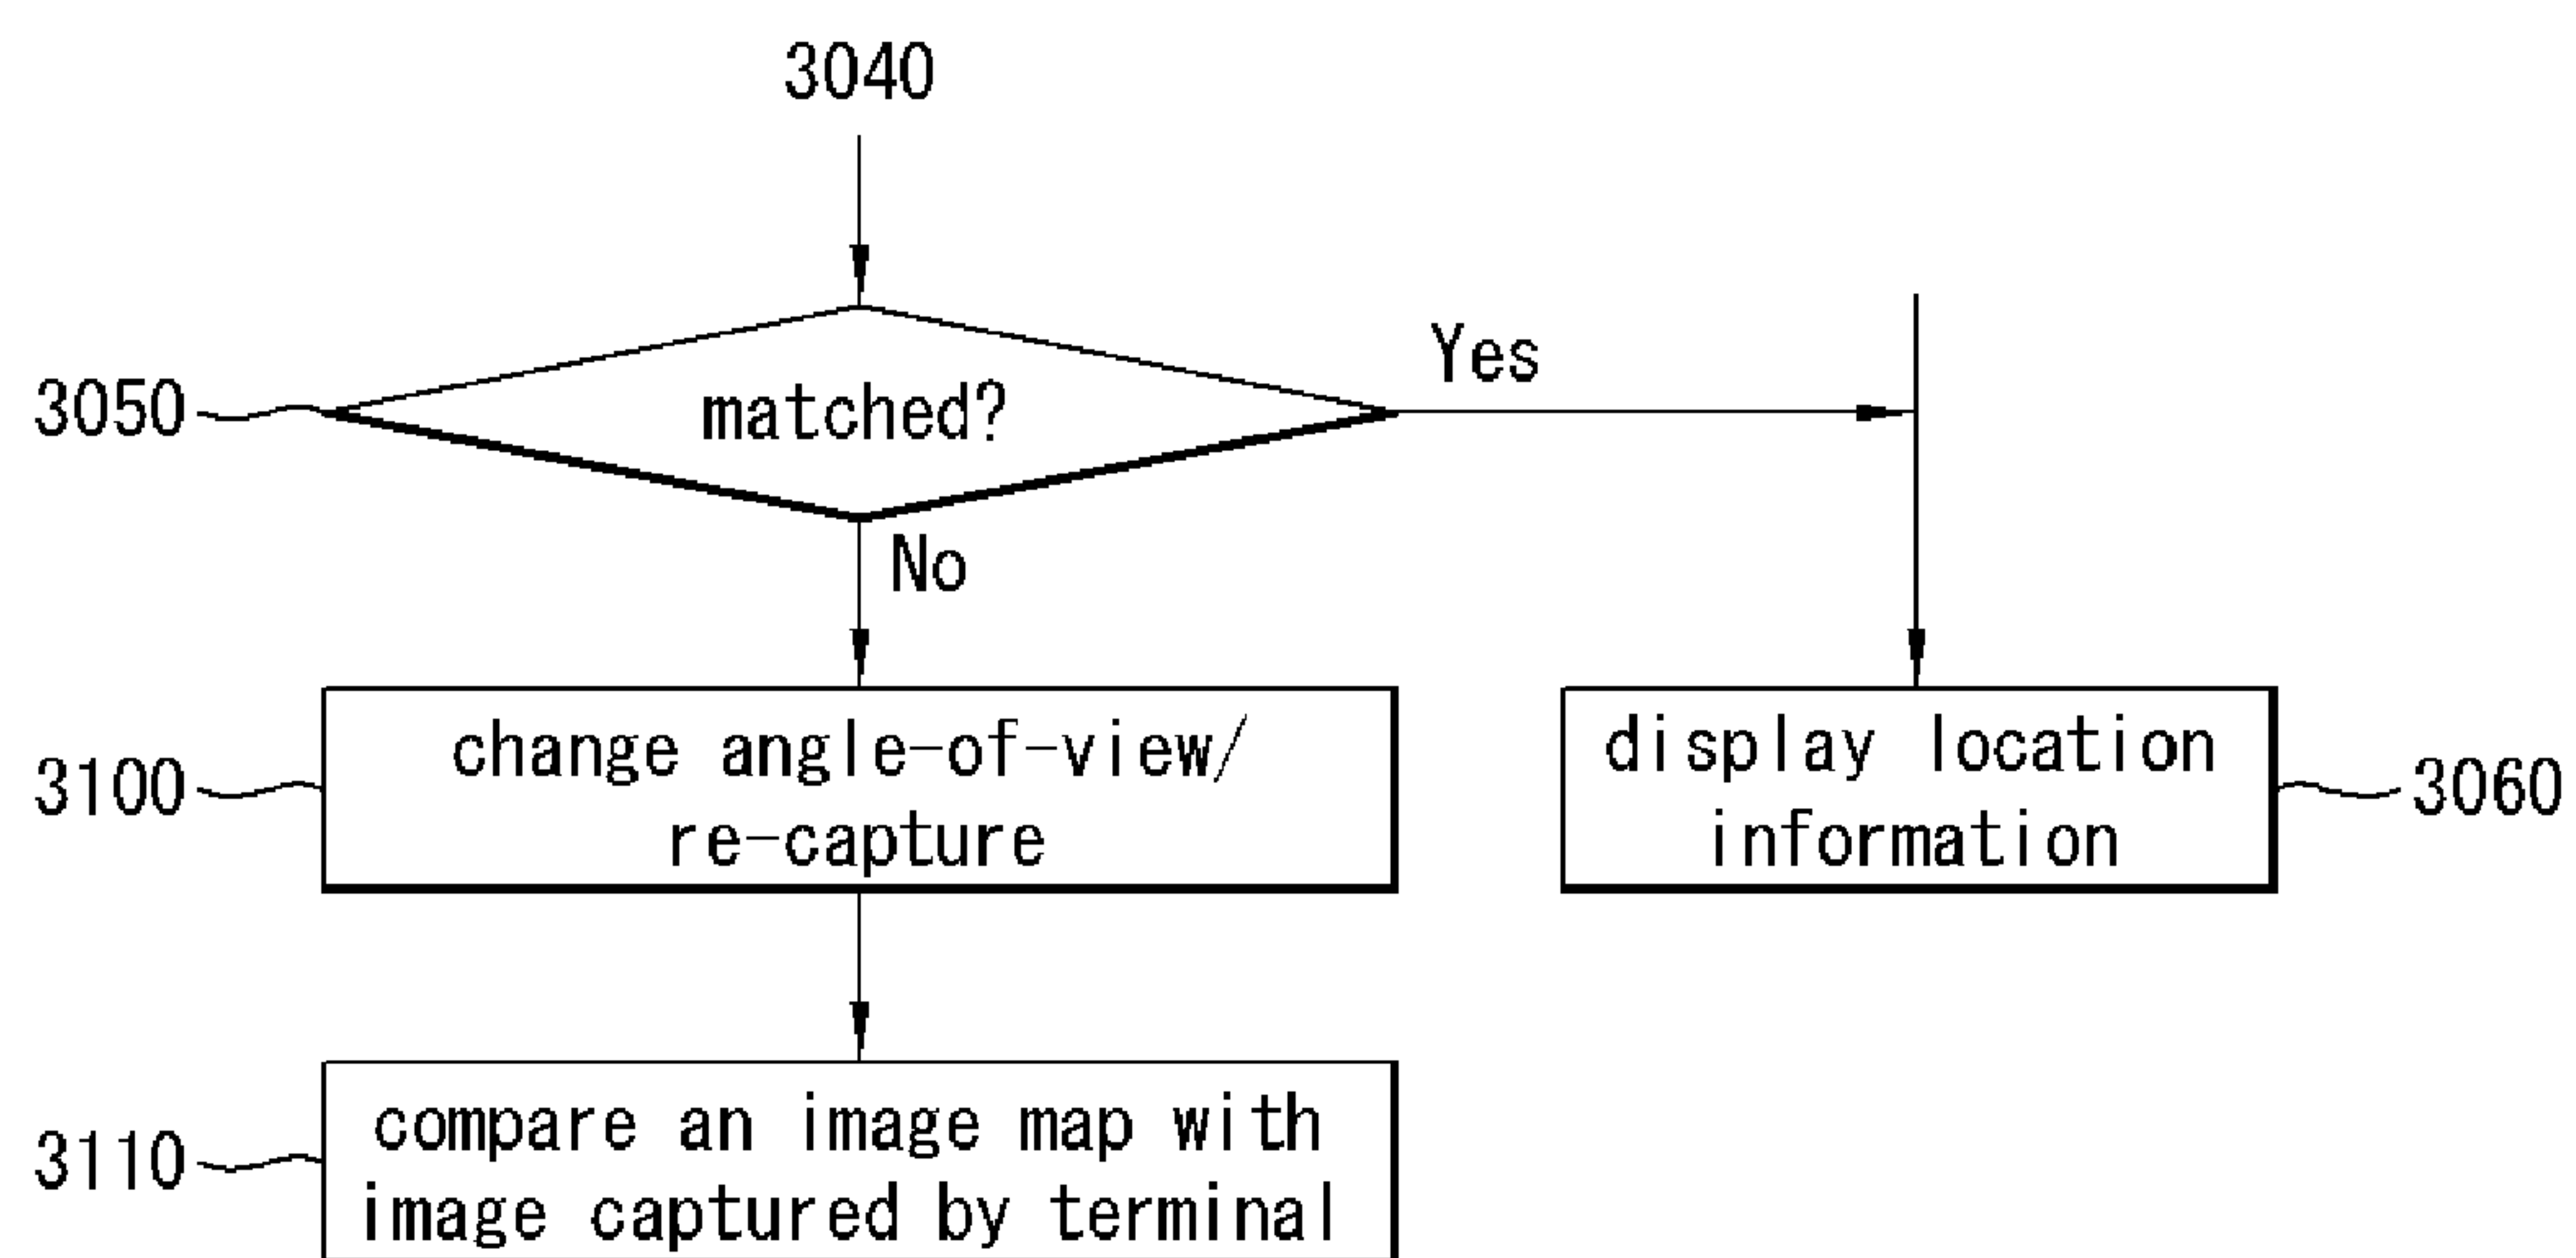 3040
3050
matched?
Yes
No
3100
change angle-of-view/
re-capture
display location
information
3060
3110
compare an image map with
image captured by terminal